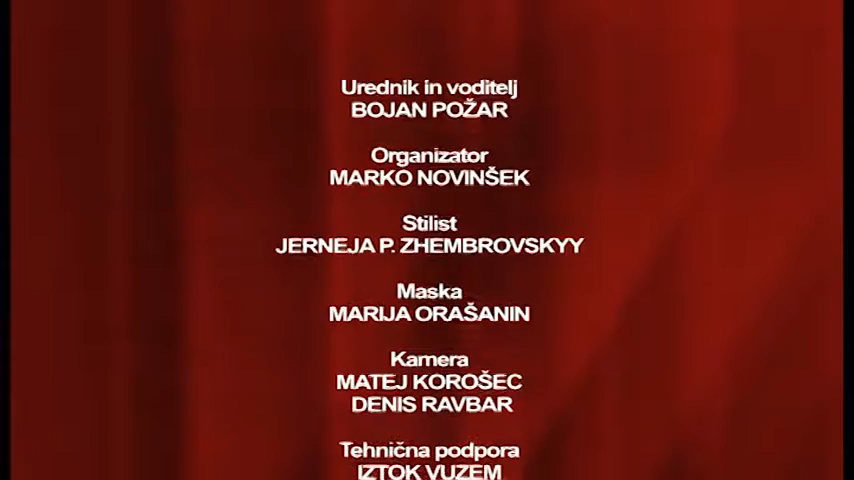 Urednik in voditelj
BOJAN POŽAR
Organizator
MARKO NOVINŠEK
Stilist
JERNEJA P. ZHEMBROVSKYY
Maska
MARIJA ORAŠANIN
Kamera
MATEJ KOROŠEC
DENIS RAVBAR
Tehnična podpora
IZTOK VUZEM